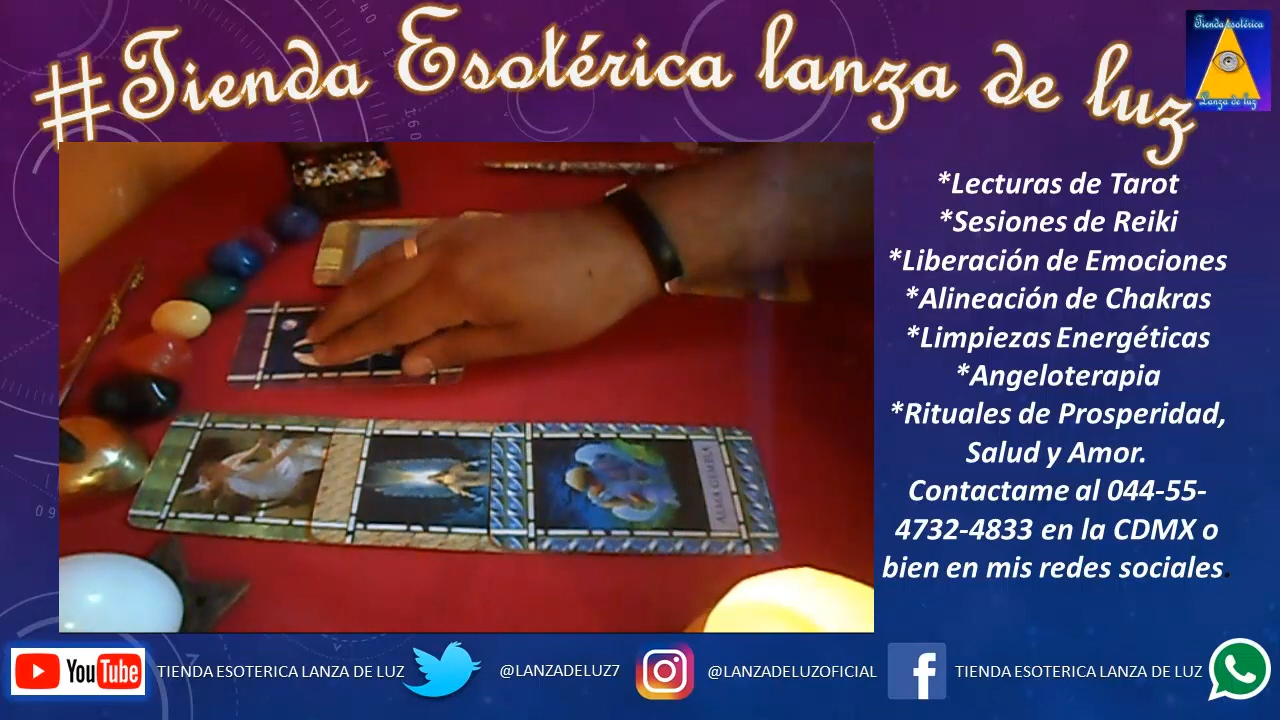 #Tienda Esotérica lanza de luz
Tienda esotérica
Lanza de luz
*Lecturas de Tarot
*Sesiones de Reiki
*Liberación de Emociones
*Alineación de Chakras
*Limpiezas Energéticas
*Angeloterapia
*Rituales de Prosperidad,
Salud y Amor.
Contactame al 044-55-
4732-4833 en la CDMX o
bien en mis redes sociales.
ALMA GEMELA
YouTube TIENDA ESOTERICA LANZA DE LUZ @LANZADELUZ7 @LANZADELUZOFICIAL TIENDA ESOTERICA LANZA DE LUZ